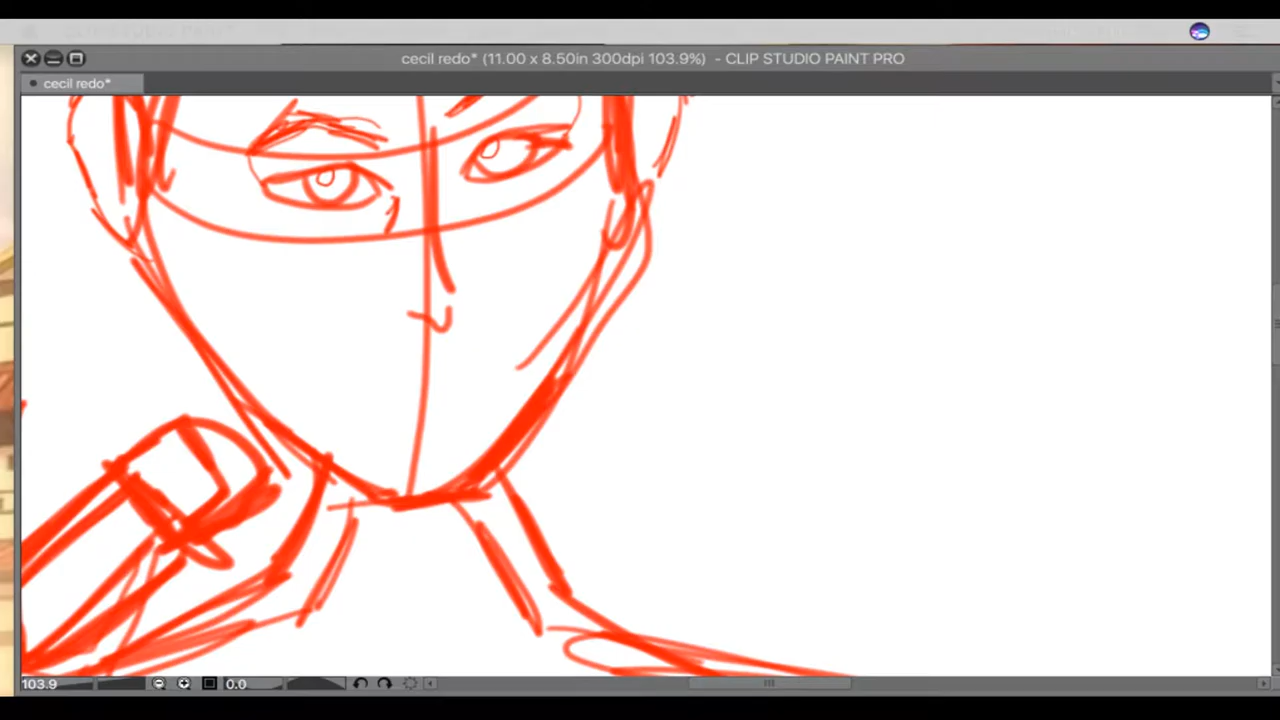 cecil redo* (11.00 x 8.50in 300dpi 103.9%) - CLIP STUDIO PAINT PRO
cecil redo*
103.9
0.0